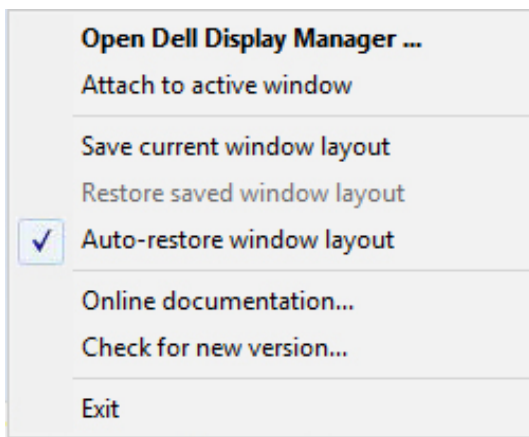 Open Dell Display Manager ...
Attach to active window
Save current window layout
Restore saved window layout
Auto-restore window layout
Online documentation...
Check for new version...
Exit